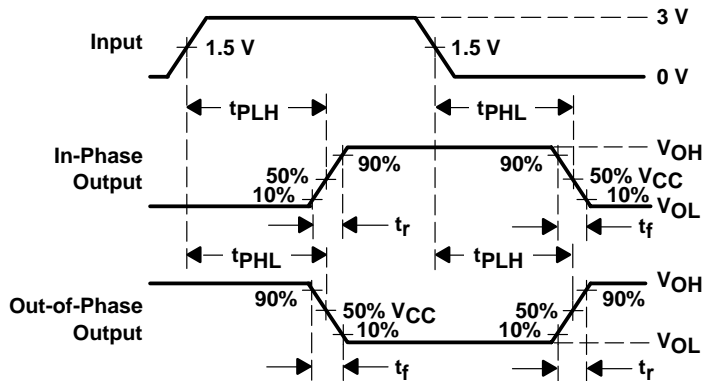 3 V
Input
1.5 V
1.5 V
0 V
tPLH
tPHL
In-Phase
Output
VOH
90%
90%
50%
50% VCC
10%
10%
VOL
tr
tf
tPHL
tPLH
Out-of-Phase
Output
VOH
90%
90%
50% VCC
50%
10%
10%
VOL
tf
tr